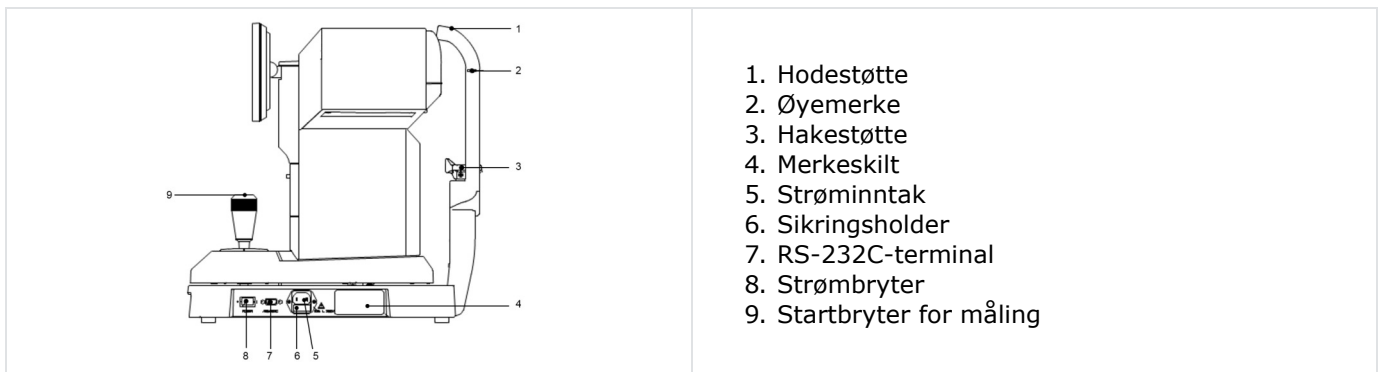 1
2
3
9
4
8
7
6
5
1. Hodestøtte
2. Øyemerke
3. Hakestøtte
4. Merkeskilt
5. Strøminntak
6. Sikringsholder
7. RS-232C-terminal
8. Strømbryter
9. Startbryter for måling